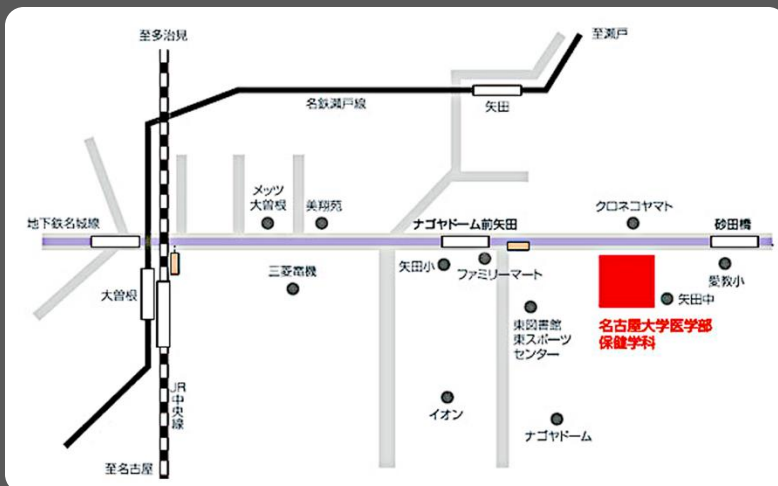 至多治見
至瀬戸
名鉄瀬戸線
矢田
メッツ
大曽根
美翔苑
クロネコヤマト
地下鉄名城線
ナゴヤドーム前矢田
砂田橋
矢田小
ファミリーマート
三菱電機
愛教小
大曽根
矢田中
東図書館
東スポーツ
センター
名古屋大学医学部
保健学科
JR中央線
イオン
ナゴヤドーム
至名古屋